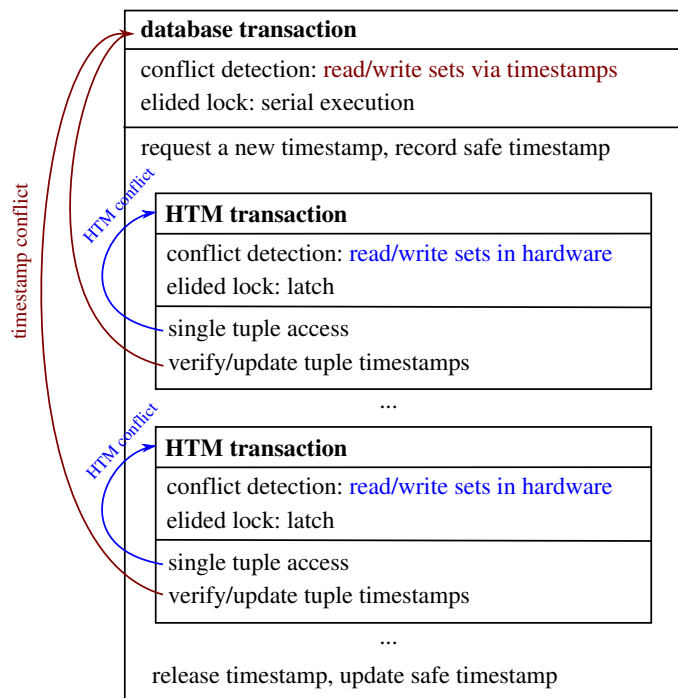 database transaction
conflict detection: read/write sets via timestamps
elided lock: serial execution
request a new timestamp, record safe timestamp
timestamp conflict
HTM conflict
HTM transaction
conflict detection: read/write sets in hardware
elided lock: latch
single tuple access
verify/update tuple timestamps
...
HTM conflict
HTM transaction
conflict detection: read/write sets in hardware
elided lock: latch
single tuple access
verify/update tuple timestamps
...
release timestamp, update safe timestamp